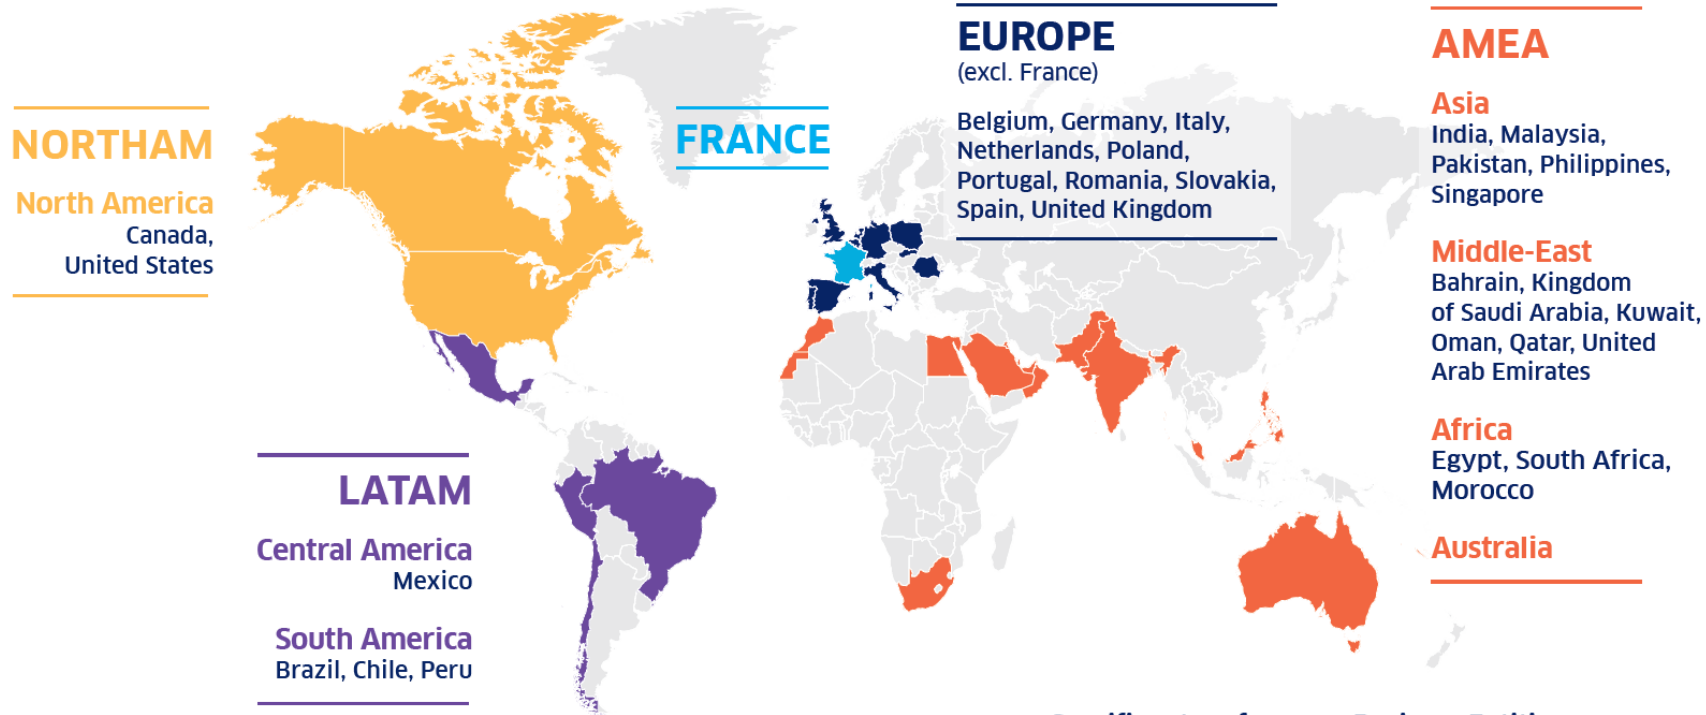 NORTHAM
North America
Canada,
United States
LATAM
Central America
Mexico
South America
Brazil, Chile, Peru
FRANCE
EUROPE
(excl. France)
Belgium, Germany, Italy,
Netherlands, Poland,
Portugal, Romania, Slovakia,
Spain, United Kingdom
AMEA
Asia
India, Malaysia,
Pakistan, Philippines,
Singapore
Middle-East
Bahrain, Kingdom
of Saudi Arabia, Kuwait,
Oman, Qatar, United
Arab Emirates
Africa
Egypt, South Africa,
Morocco
Australia